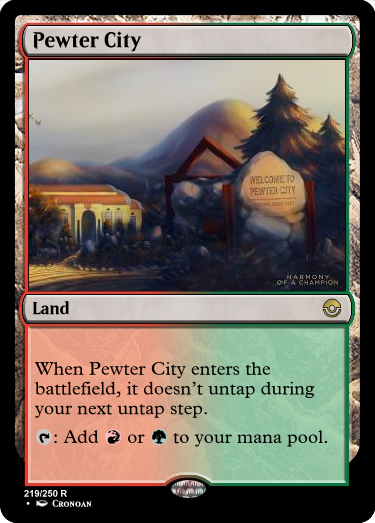 Pewter City
WELCOME TO
PEWTER CITY
HARMONY
OF A CHAMPION
Land
When Pewter City enters the
battlefield, it doesn't untap during
your next untap step.
: Add or to your mana pool.
219/250 R
• Cronoan